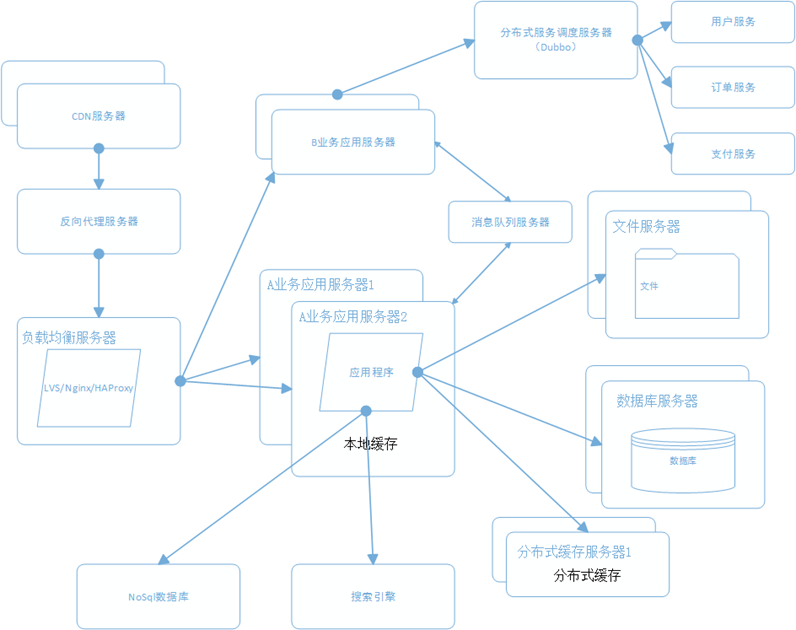 分布式服务调度服务器
（Dubbo）
用户服务
订单服务
支付服务
CDN服务器
B业务应用服务器
反向代理服务器
消息队列服务器
文件服务器
文件
A业务应用服务器1
A业务应用服务器2
负载均衡服务器
LVS/Nginx/HAProxy
应用程序
本地缓存
数据库服务器
数据库
分布式缓存服务器1
分布式缓存
NoSql数据库
搜索引擎